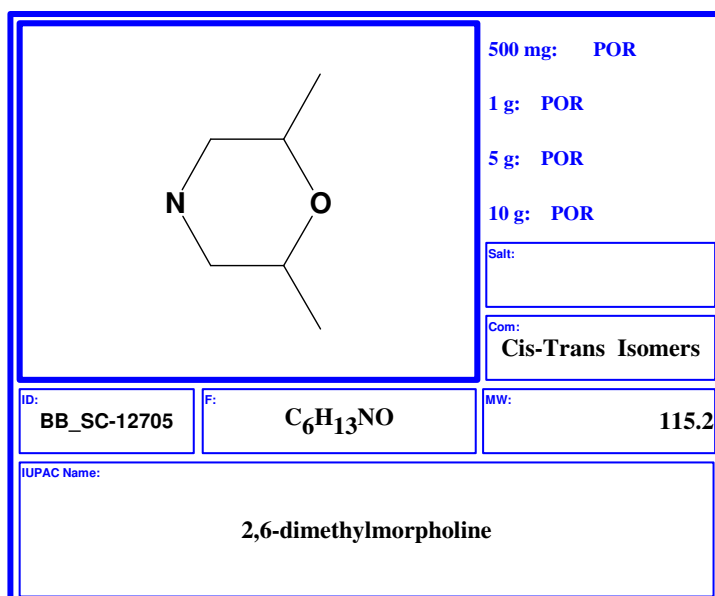 500 mg: POR
1 g: POR
5 g: POR
10 g: POR
N
O
Salt:
Com:
Cis-Trans Isomers
ID:
BB_SC-12705
F:
C6H13NO
MW:
115.2
IUPAC Name:
2,6-dimethylmorpholine